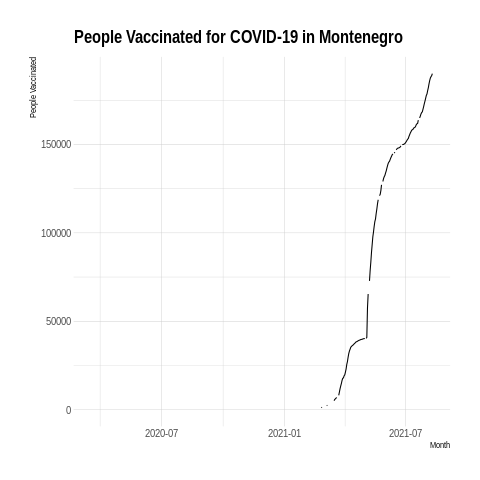 People Vaccinated for COVID-19 in Montenegro
People Vaccinated
150000
100000
50000
0
2020-07
2021-01
2021-07
Month